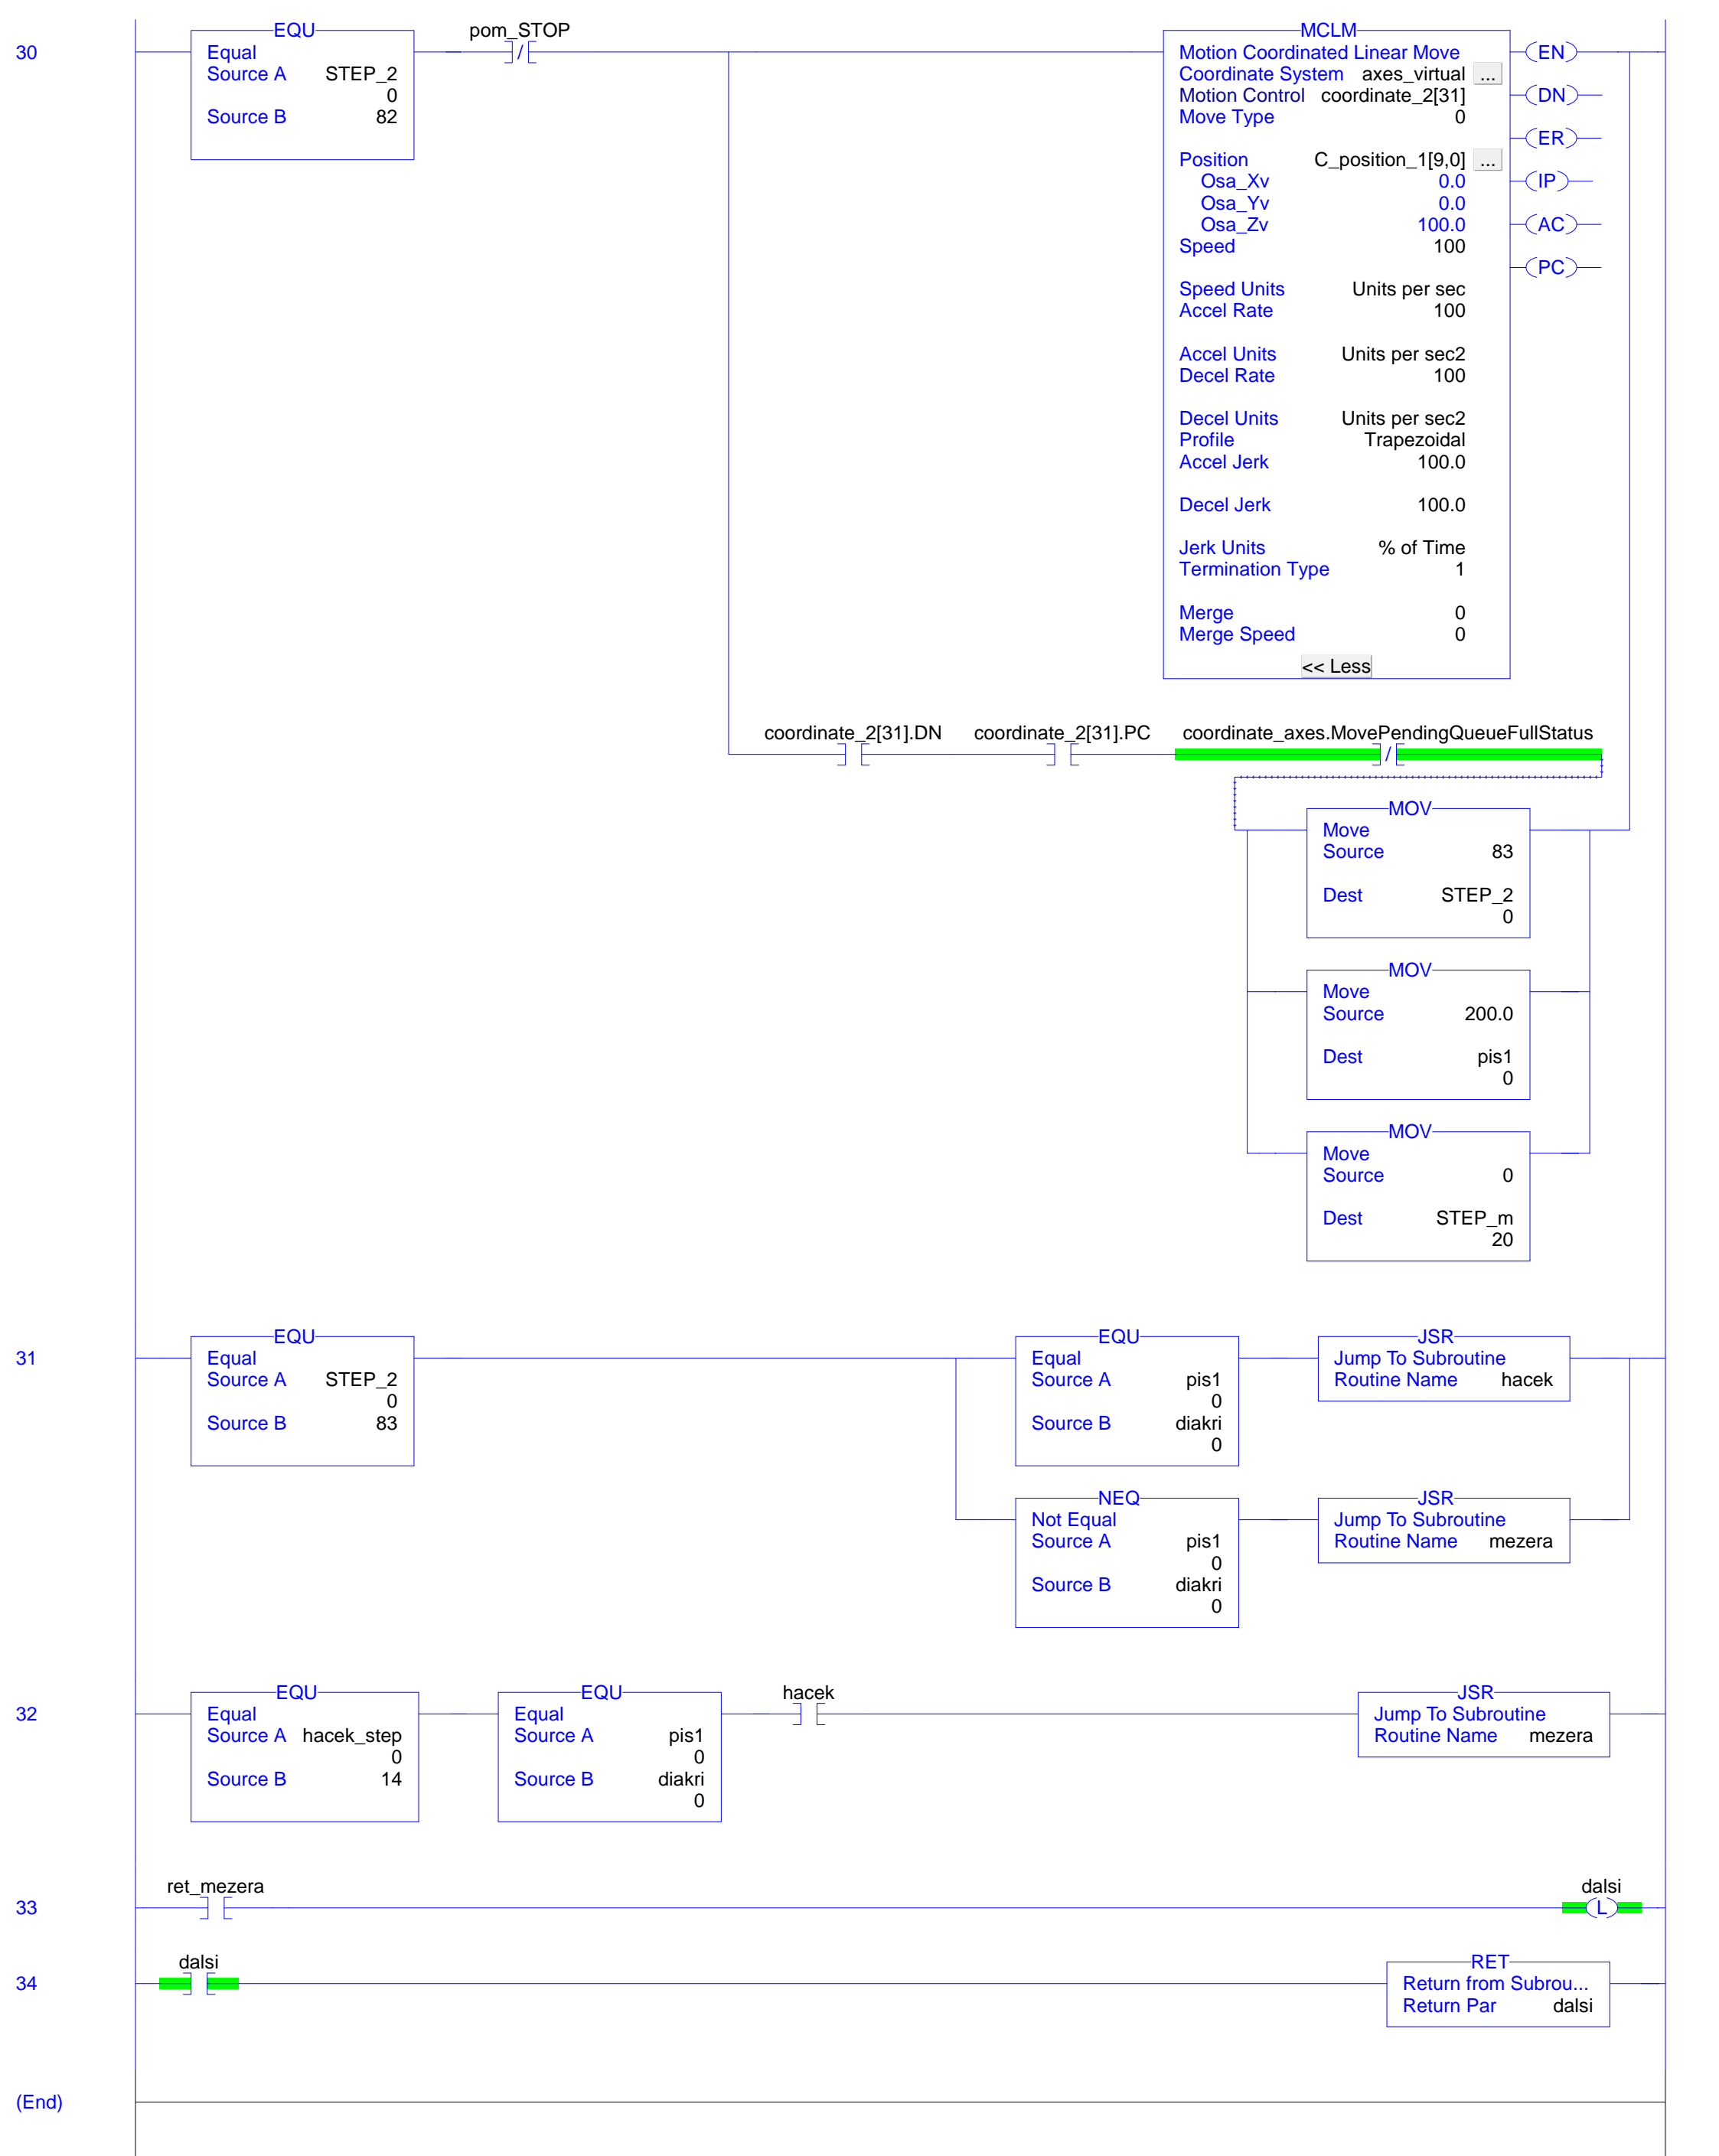 30
EQU
Equal
Source A STEP_2
0
Source B 82
pom_STOP
MCLM
Motion Coordinated Linear Move
Coordinate System axes_virtual ...
Motion Control coordinate_2[31]
Move Type 0
Position C_position_1[9,0] ...
Osa_Xv 0.0
Osa_Yv 0.0
Osa_Zv 100.0
Speed 100
Speed Units Units per sec
Accel Rate 100
Accel Units Units per sec2
Decel Rate 100
Decel Units Units per sec2
Profile Trapezoidal
Accel Jerk 100.0
Decel Jerk 100.0
Jerk Units % of Time
Termination Type 1
Merge 0
Merge Speed 0
<< Less
EN
DN
ER
IP
AC
PC
coordinate_2[31].DN
coordinate_2[31].PC
coordinate_axes.MovePendingQueueFullStatus
MOV
Move
Source 83
Dest STEP_2
0
MOV
Move
Source 200.0
Dest pis1
0
MOV
Move
Source 0
Dest STEP_m
20
31
EQU
Equal
Source A STEP_2
0
Source B 83
EQU
Equal
Source A pis1
0
Source B diakri
0
JSR
Jump To Subroutine
Routine Name hacek
NEQ
Not Equal
Source A pis1
0
Source B diakri
0
JSR
Jump To Subroutine
Routine Name mezera
32
EQU
Equal
Source A hacek_step
0
Source B 14
EQU
Equal
Source A pis1
0
Source B diakri
0
hacek
JSR
Jump To Subroutine
Routine Name mezera
33
ret_mezera
dalsi
L
34
dalsi
RET
Return from Subrou...
Return Par dalsi
(End)